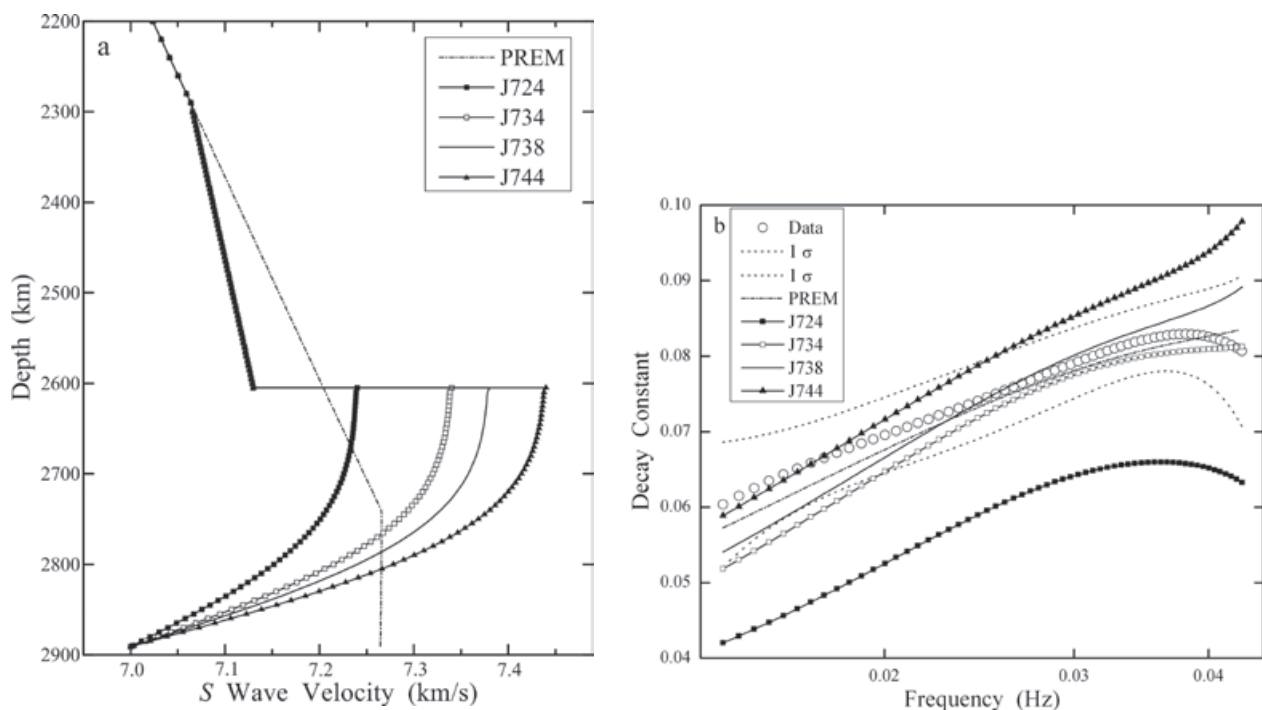 a
PREM
J724
J734
J738
J744
2200
2300
2400
2500
2600
2700
2800
2900
Depth (km)
7.0 7.1 7.2 7.3 7.4
S Wave Velocity (km/s)
b
Data
1 σ
1 σ
PREM
J724
J734
J738
J744
0.10
0.09
0.08
0.07
0.06
0.05
0.04
Decay Constant
0.02 0.03 0.04
Frequency (Hz)